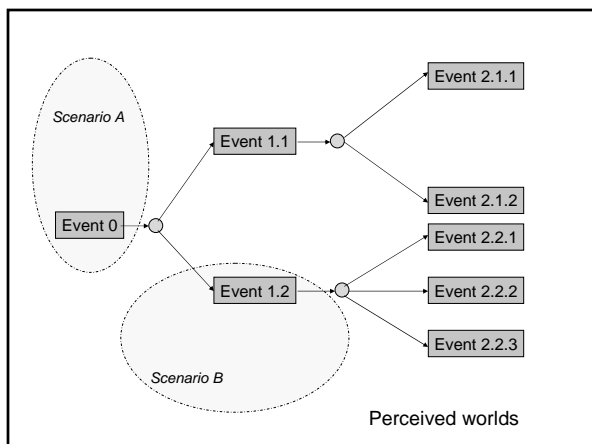 Event 2.1.1
Scenario A
Event 1.1
Event 2.1.2
Event 0
Event 2.2.1
Event 1.2
Event 2.2.2
Event 2.2.3
Scenario B
Perceived worlds